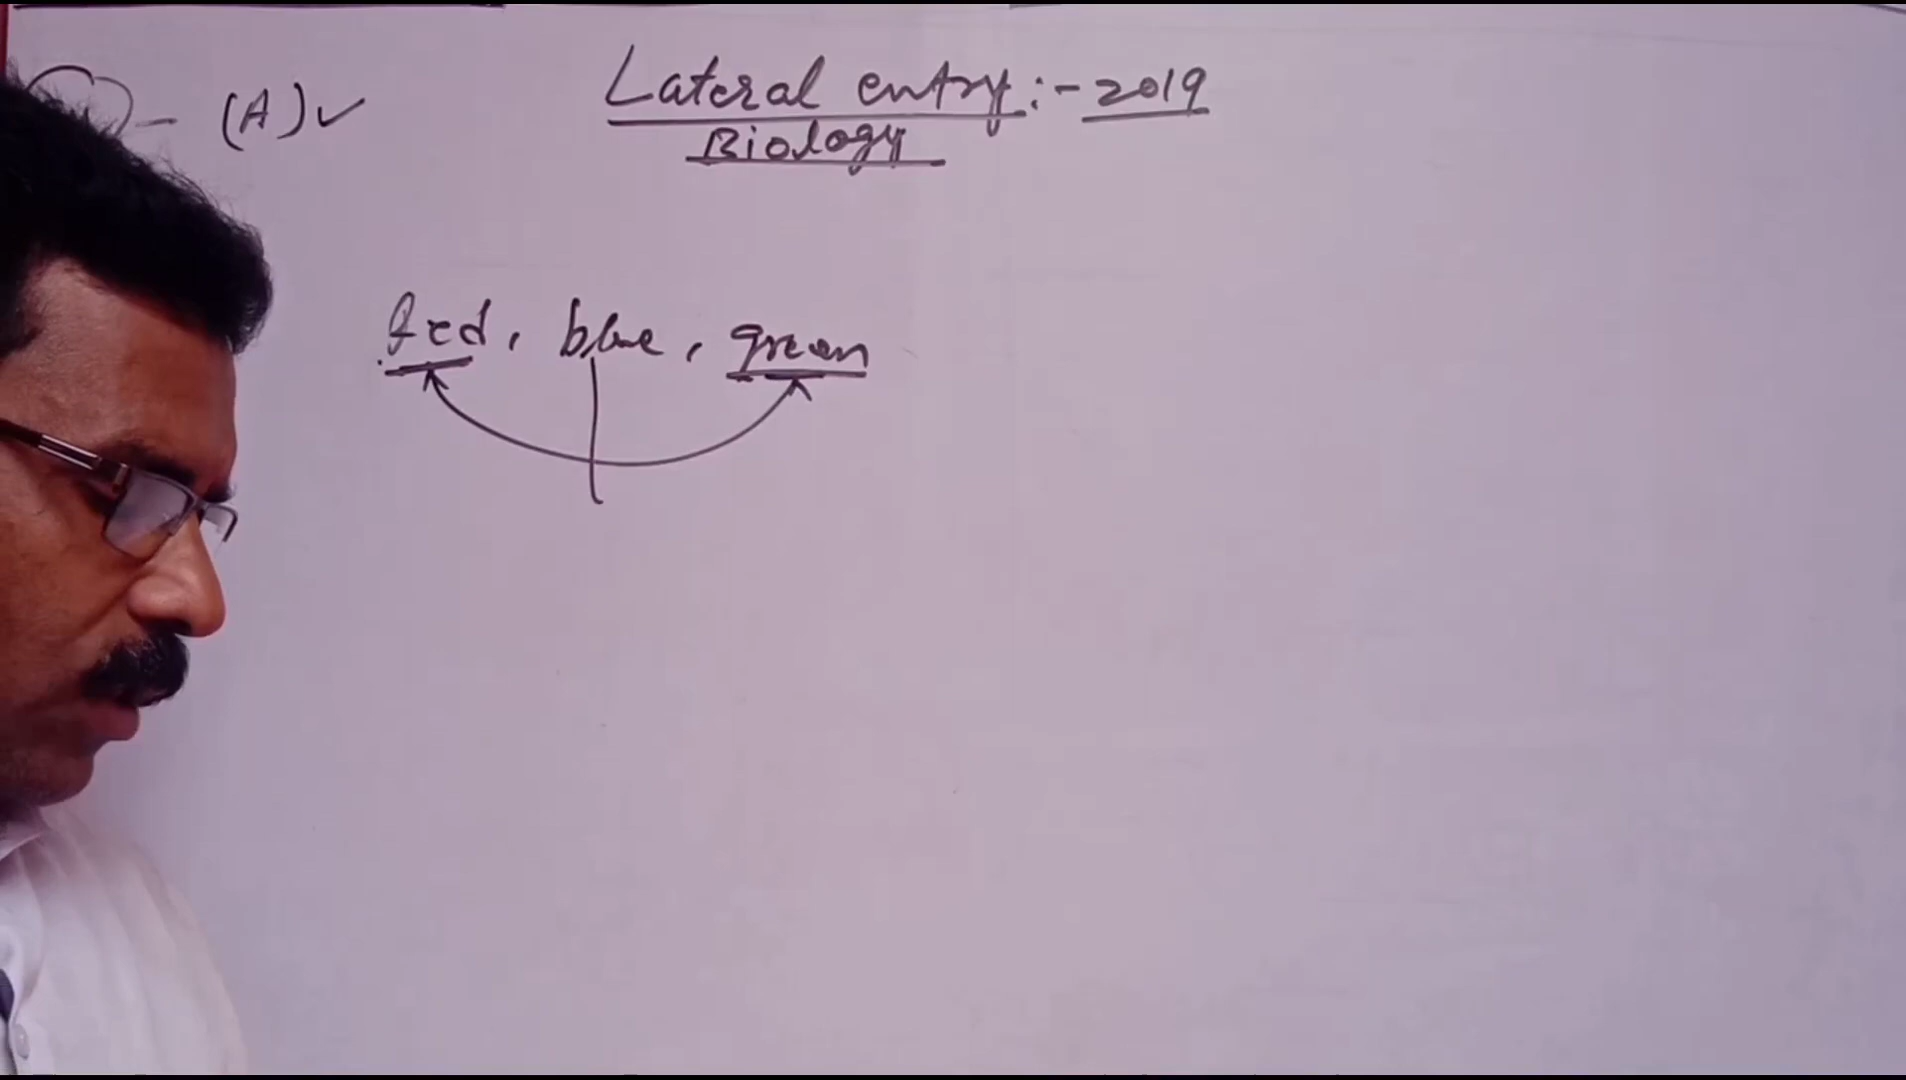 Lateral entry :- 2019
- (A) ✓
Biology
red, blue, green